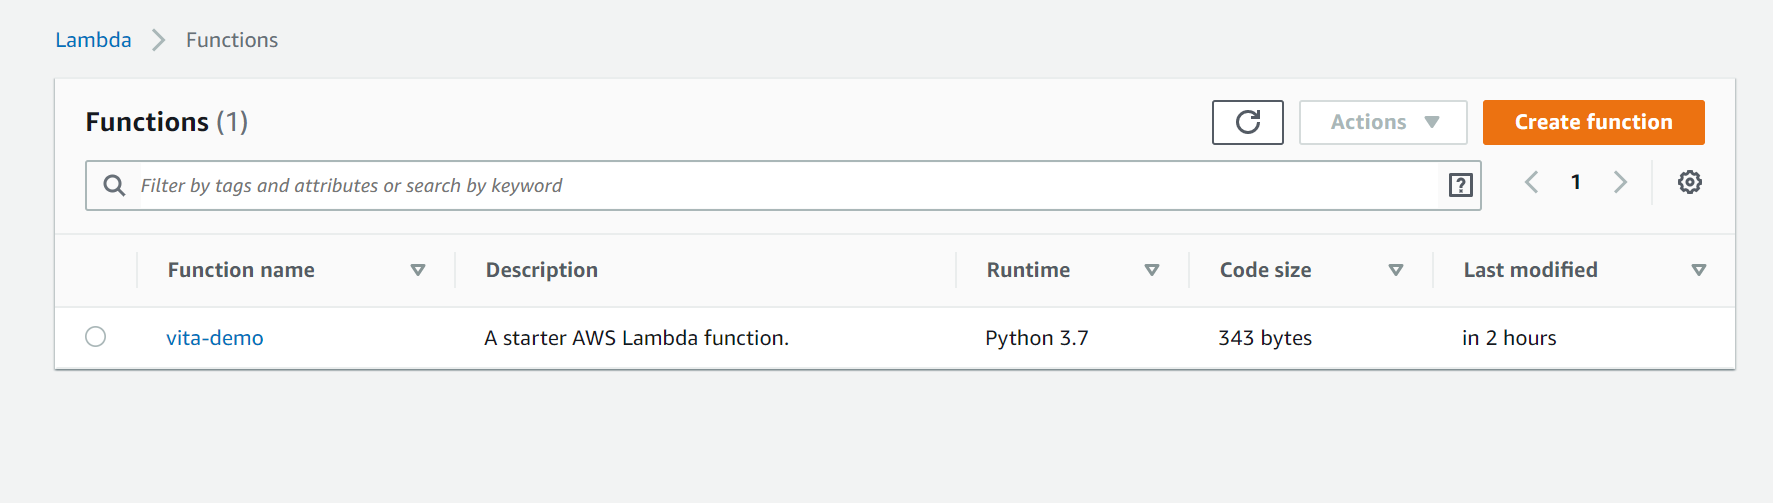 Lambda > Functions
Functions (1)
Actions
Create function
Filter by tags and attributes or search by keyword
?
1
Function name Description Runtime Code size Last modified
vita-demo A starter AWS Lambda function. Python 3.7 343 bytes in 2 hours